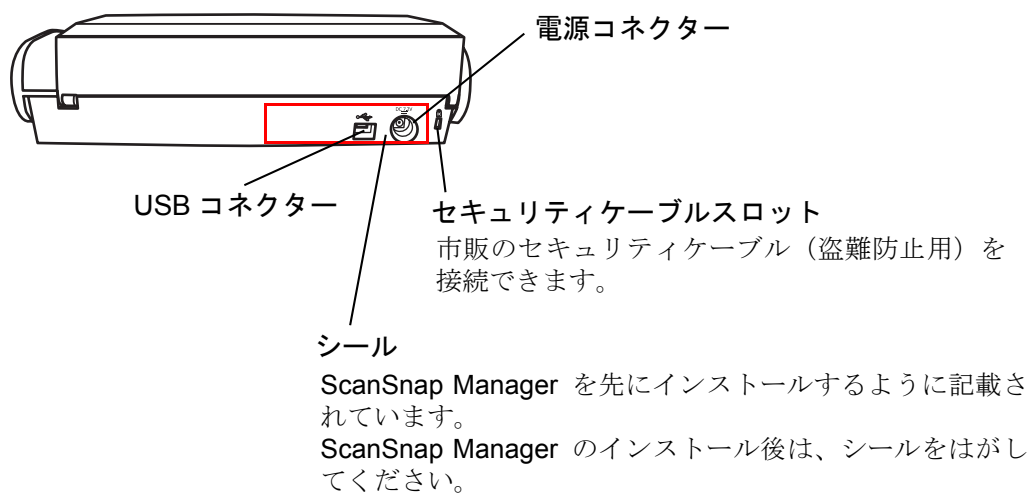 電源コネクター
USB コネクター
セキュリティケーブルスロット
市販のセキュリティケーブル（盗難防止用）を
接続できます。
シール
ScanSnap Manager を先にインストールするように記載さ
れています。
ScanSnap Manager のインストール後は、シールをはがし
てください。